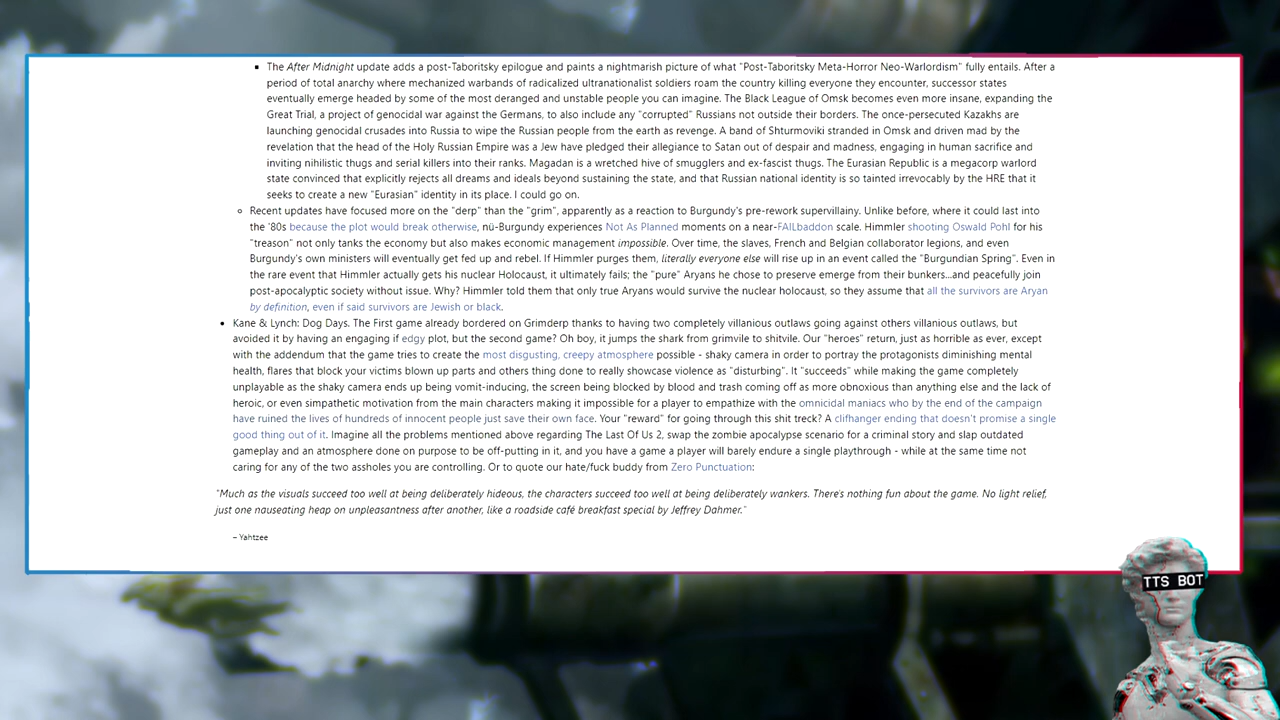 The After Midnight update adds a post-Taboritsky epilogue and paints a nightmarish picture of what "Post-Taboritsky Meta-Horror Neo-Warlordism" fully entails. After a
period of total anarchy where mechanized warbands of radicalized ultranationalist soldiers roam the country killing everyone they encounter, successor states
eventually emerge headed by some of the most deranged and unstable people you can imagine. The Black League of Omsk becomes even more insane, expanding the
Great Trial, a project of genocidal war against the Germans, to also include any "corrupted" Russians not outside their borders. The once-persecuted Kazakhs are
launching genocidal crusades into Russia to wipe the Russian people from the earth as revenge. A band of Shturmoviki stranded in Omsk and driven mad by the
revelation that the head of the Holy Russian Empire was a Jew have pledged their allegiance to Satan out of despair and madness, engaging in human sacrifice and
inviting nihilistic thugs and serial killers into their ranks. Magadan is a wretched hive of smugglers and ex-fascist thugs. The Eurasian Republic is a megacorp warlord
state convinced that explicitly rejects all dreams and ideals beyond sustaining the state, and that Russian national identity is so tainted irrevocably by the HRE that it
seeks to create a new "Eurasian" identity in its place. I could go on.
Recent updates have focused more on the "derp" than the "grim", apparently as a reaction to Burgundy's pre-rework supervillainy. Unlike before, where it could last into
the '80s because the plot would break otherwise, nü-Burgundy experiences Not As Planned moments on a near-FAILbaddon scale. Himmler shooting Oswald Pohl for his
"treason" not only tanks the economy but also makes economic management impossible. Over time, the slaves, French and Belgian collaborator legions, and even
Burgundy's own ministers will eventually get fed up and rebel. If Himmler purges them, literally everyone else will rise up in an event called the "Burgundian Spring". Even in
the rare event that Himmler actually gets his nuclear Holocaust, it ultimately fails; the "pure" Aryans he chose to preserve emerge from their bunkers...and peacefully join
post-apocalyptic society without issue. Why? Himmler told them that only true Aryans would survive the nuclear holocaust, so they assume that all the survivors are Aryan
by definition, even if said survivors are Jewish or black.
Kane & Lynch: Dog Days. The First game already bordered on Grimderp thanks to having two completely villanious outlaws going against others villanious outlaws, but
avoided it by having an engaging if edgy plot, but the second game? Oh boy, it jumps the shark from grimville to shitville. Our "heroes" return, just as horrible as ever, except
with the addendum that the game tries to create the most disgusting, creepy atmosphere possible - shaky camera in order to portray the protagonists diminishing mental
health, flares that block your victims blown up parts and others thing done to really showcase violence as "disturbing". It "succeeds" while making the game completely
unplayable as the shaky camera ends up being vomit-inducing, the screen being blocked by blood and trash coming off as more obnoxious than anything else and the lack of
heroic, or even simpathetic motivation from the main characters making it impossible for a player to empathize with the omnicidal maniacs who by the end of the campaign
have ruined the lives of hundreds of innocent people just save their own face. Your "reward" for going through this shit treck? A clifhanger ending that doesn't promise a single
good thing out of it. Imagine all the problems mentioned above regarding The Last Of Us 2, swap the zombie apocalypse scenario for a criminal story and slap outdated
gameplay and an atmosphere done on purpose to be off-putting in it, and you have a game a player will barely endure a single playthrough - while at the same time not
caring for any of the two assholes you are controlling. Or to quote our hate/fuck buddy from Zero Punctuation:
"Much as the visuals succeed too well at being deliberately hideous, the characters succeed too well at being deliberately wankers. There's nothing fun about the game. No light relief,
just one nauseating heap on unpleasantness after another, like a roadside café breakfast special by Jeffrey Dahmer."
– Yahtzee
TTS BOT